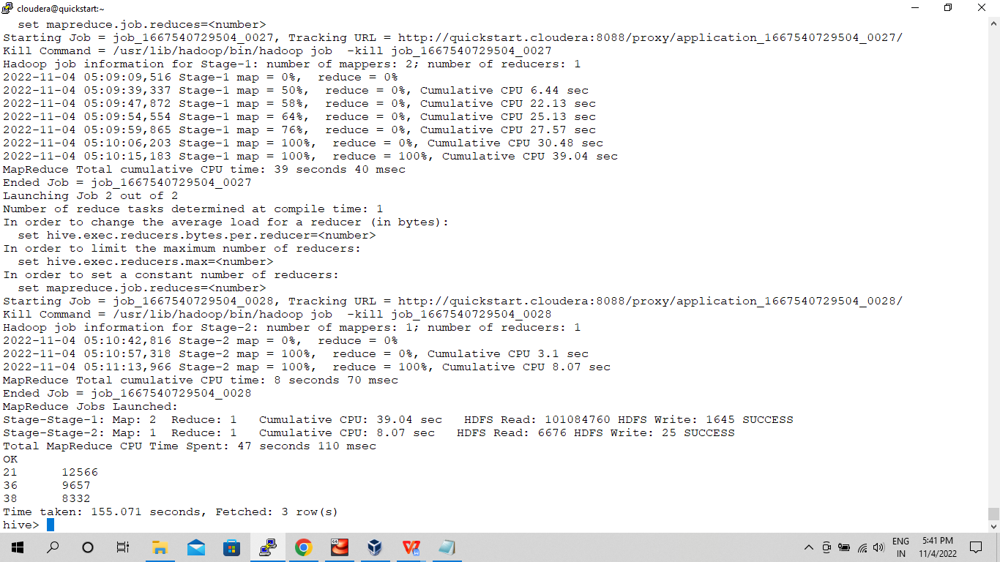 cloudera@quickstart:~
  set mapreduce.job.reduces=<number>
Starting Job = job_1667540729504_0027, Tracking URL = http://quickstart.cloudera:8088/proxy/application_1667540729504_0027/
Kill Command = /usr/lib/hadoop/bin/hadoop job  -kill job_1667540729504_0027
Hadoop job information for Stage-1: number of mappers: 2; number of reducers: 1
2022-11-04 05:09:09,516 Stage-1 map = 0%,  reduce = 0%
2022-11-04 05:09:39,337 Stage-1 map = 50%,  reduce = 0%, Cumulative CPU 6.44 sec
2022-11-04 05:09:47,872 Stage-1 map = 58%,  reduce = 0%, Cumulative CPU 22.13 sec
2022-11-04 05:09:54,554 Stage-1 map = 64%,  reduce = 0%, Cumulative CPU 25.13 sec
2022-11-04 05:09:59,865 Stage-1 map = 76%,  reduce = 0%, Cumulative CPU 27.57 sec
2022-11-04 05:10:06,203 Stage-1 map = 100%,  reduce = 0%, Cumulative CPU 30.48 sec
2022-11-04 05:10:15,183 Stage-1 map = 100%,  reduce = 100%, Cumulative CPU 39.04 sec
MapReduce Total cumulative CPU time: 39 seconds 40 msec
Ended Job = job_1667540729504_0027
Launching Job 2 out of 2
Number of reduce tasks determined at compile time: 1
In order to change the average load for a reducer (in bytes):
  set hive.exec.reducers.bytes.per.reducer=<number>
In order to limit the maximum number of reducers:
  set hive.exec.reducers.max=<number>
In order to set a constant number of reducers:
  set mapreduce.job.reduces=<number>
Starting Job = job_1667540729504_0028, Tracking URL = http://quickstart.cloudera:8088/proxy/application_1667540729504_0028/
Kill Command = /usr/lib/hadoop/bin/hadoop job  -kill job_1667540729504_0028
Hadoop job information for Stage-2: number of mappers: 1; number of reducers: 1
2022-11-04 05:10:42,816 Stage-2 map = 0%,  reduce = 0%
2022-11-04 05:10:57,318 Stage-2 map = 100%,  reduce = 0%, Cumulative CPU 3.1 sec
2022-11-04 05:11:13,966 Stage-2 map = 100%,  reduce = 100%, Cumulative CPU 8.07 sec
MapReduce Total cumulative CPU time: 8 seconds 70 msec
Ended Job = job_1667540729504_0028
MapReduce Jobs Launched:
Stage-Stage-1: Map: 2  Reduce: 1   Cumulative CPU: 39.04 sec   HDFS Read: 101084760 HDFS Write: 1645 SUCCESS
Stage-Stage-2: Map: 1  Reduce: 1   Cumulative CPU: 8.07 sec   HDFS Read: 6676 HDFS Write: 25 SUCCESS
Total MapReduce CPU Time Spent: 47 seconds 110 msec
OK
21      12566
36      9657
38      8332
Time taken: 155.071 seconds, Fetched: 3 row(s)
hive>
ENG
IN
5:41 PM
11/4/2022